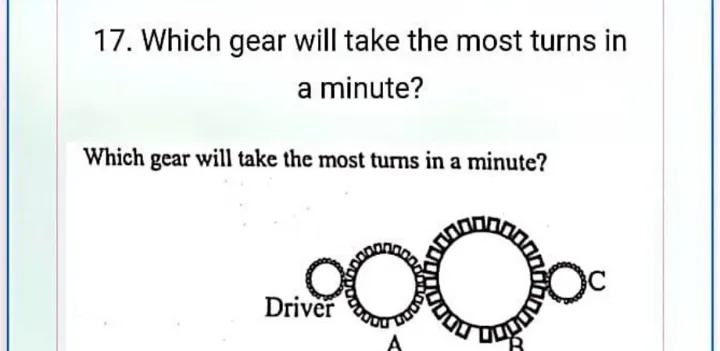 17. Which gear will take the most turns in
a minute?
Which gear will take the most turns in a minute?
C
Driver
A
B